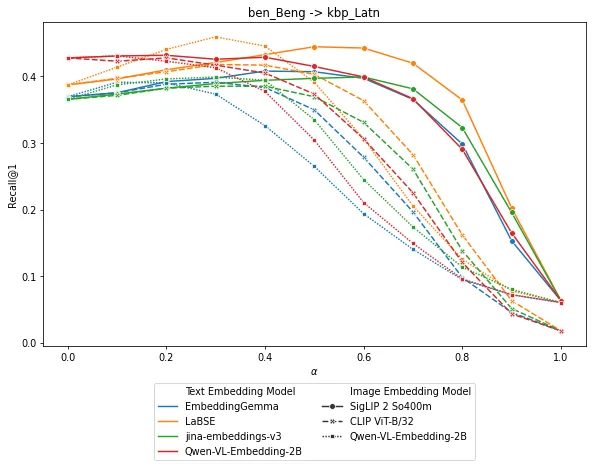 ben_Beng -> kbp_Latn
Recall@1
0.4
0.3
0.2
0.1
0.0
0.0 0.2 0.4 0.6 0.8 1.0
α
Text Embedding Model Image Embedding Model
EmbeddingGemma SigLIP 2 So400m
LaBSE CLIP ViT-B/32
jina-embeddings-v3 Qwen-VL-Embedding-2B
Qwen-VL-Embedding-2B